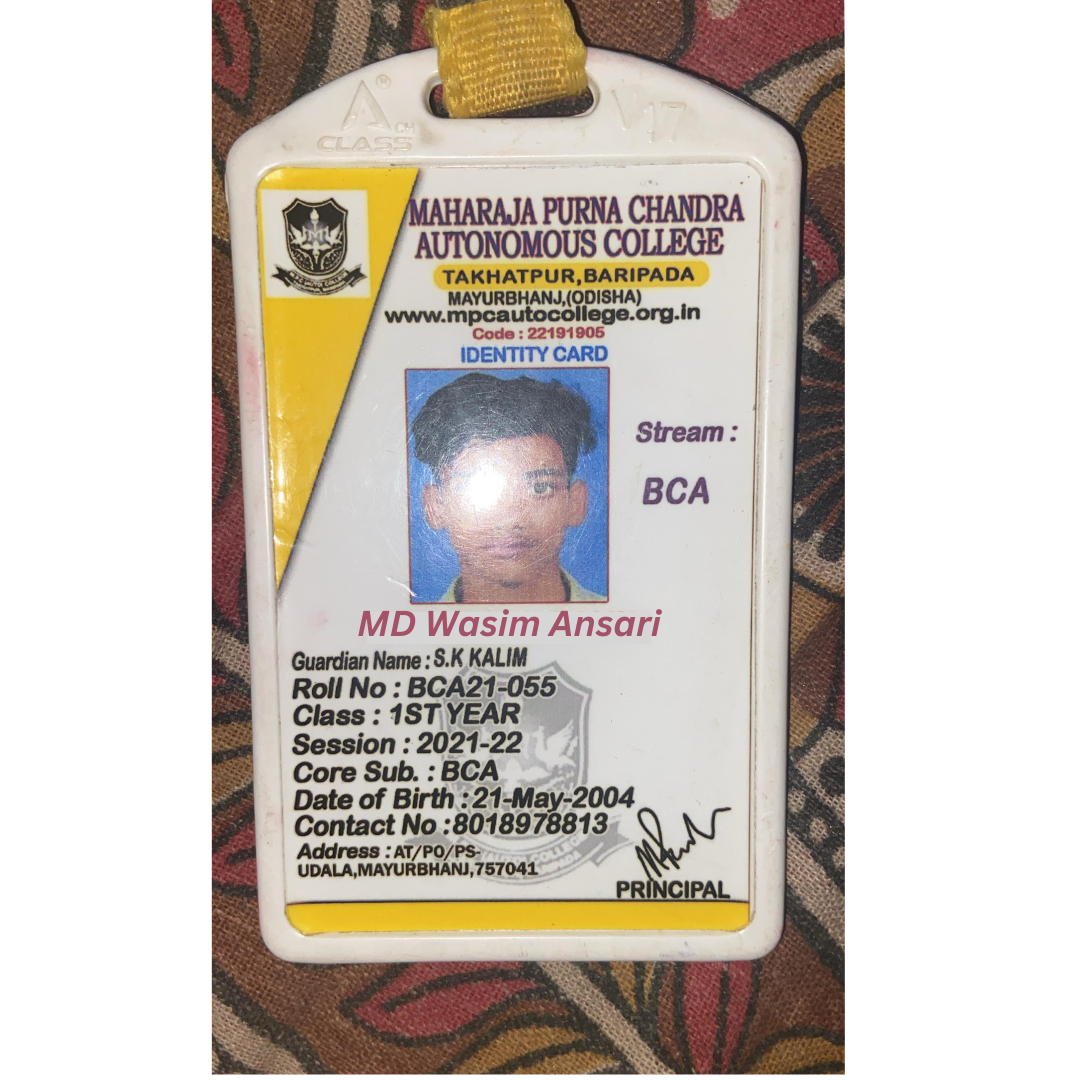 A
®
CH
CLASS
V17
M
MAHARAJA PURNA CHANDRA
AUTONOMOUS COLLEGE
TAKHATPUR,BARIPADA
MAYURBHANJ,(ODISHA)
www.mpcautocollege.org.in
Code : 22191905
IDENTITY CARD
Stream :
BCA
MD Wasim Ansari
Guardian Name : S.K KALIM
Roll No : BCA21-055
Class : 1ST YEAR
Session : 2021-22
Core Sub. : BCA
Date of Birth : 21-May-2004
Contact No :8018978813
Address : AT/PO/PS-
UDALA,MAYURBHANJ,757041
PRINCIPAL